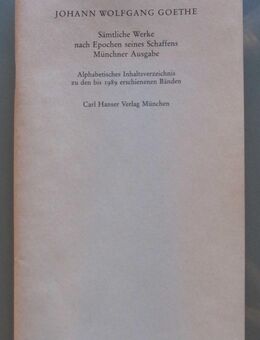 JOHANN WOLFGANG GOETHE
Sämtliche Werke
nach Epochen seines Schaffens
Münchner Ausgabe
Alphabetisches Inhaltsverzeichnis
zu den bis 1989 erschienenen Bänden
Carl Hanser Verlag München